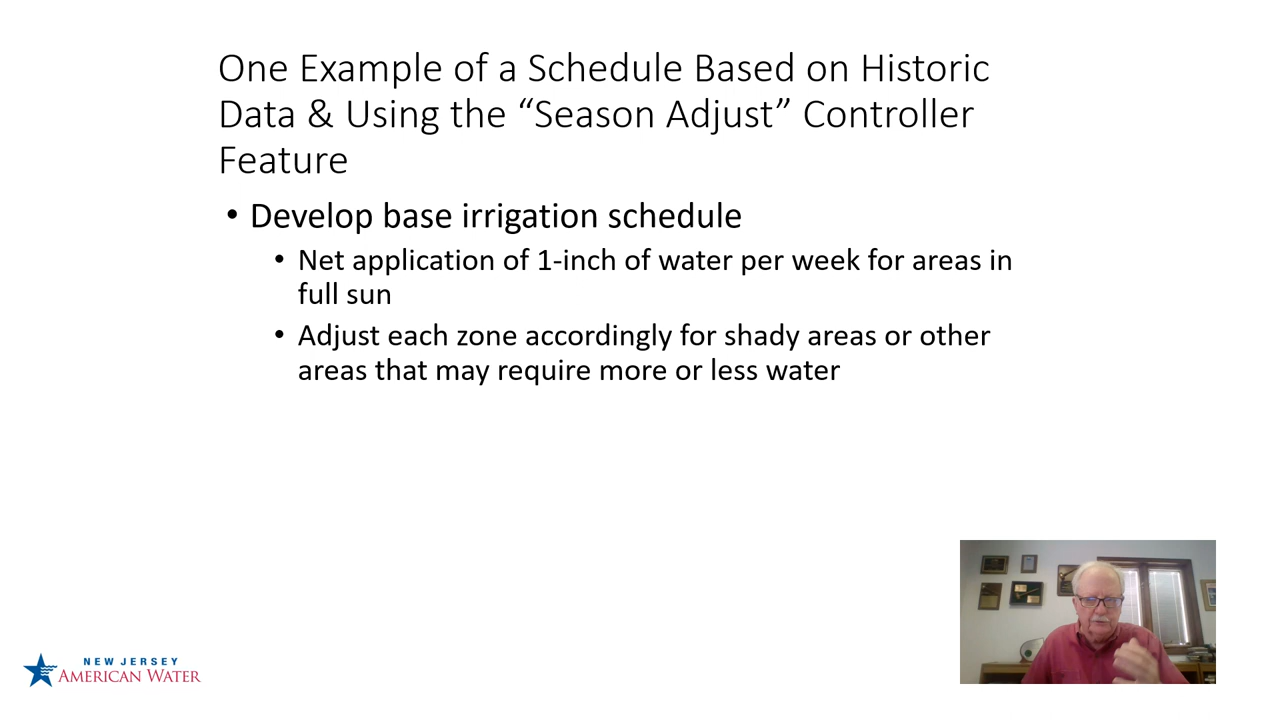 One Example of a Schedule Based on Historic
Data & Using the “Season Adjust” Controller
Feature
• Develop base irrigation schedule
• Net application of 1-inch of water per week for areas in
full sun
• Adjust each zone accordingly for shady areas or other
areas that may require more or less water
NEW JERSEY
AMERICAN WATER